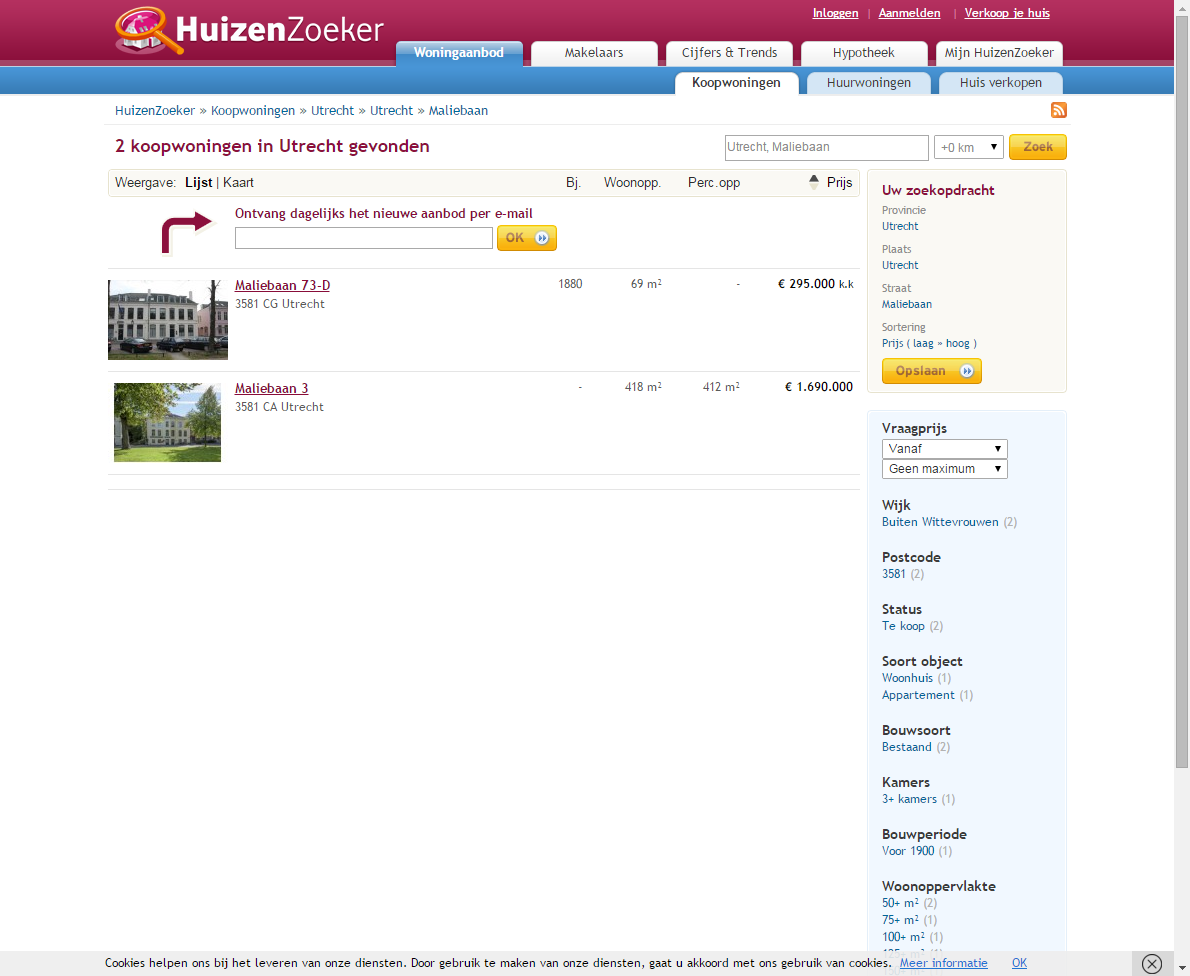 Inloggen | Aanmelden | Verkoop je huis
HuizenZoeker
Woningaanbod Makelaars Cijfers & Trends Hypotheek Mijn HuizenZoeker
Koopwoningen Huurwoningen Huis verkopen
HuizenZoeker » Koopwoningen » Utrecht » Utrecht » Maliebaan
2 koopwoningen in Utrecht gevonden
Utrecht, Maliebaan +0 km Zoek
Weergave: Lijst | Kaart Bj. Woonopp. Perc.opp Prijs
Ontvang dagelijks het nieuwe aanbod per e-mail
OK
Maliebaan 73-D 1880 69 m² - € 295.000 k.k
3581 CG Utrecht
Maliebaan 3 - 418 m² 412 m² € 1.690.000
3581 CA Utrecht
Uw zoekopdracht
Provincie
Utrecht
Plaats
Utrecht
Straat
Maliebaan
Sortering
Prijs ( laag » hoog )
Opslaan
Vraagprijs
Vanaf
Geen maximum
Wijk
Buiten Wittevrouwen (2)
Postcode
3581 (2)
Status
Te koop (2)
Soort object
Woonhuis (1)
Appartement (1)
Bouwsoort
Bestaand (2)
Kamers
3+ kamers (1)
Bouwperiode
Voor 1900 (1)
Woonoppervlakte
50+ m² (2)
75+ m² (1)
100+ m² (1)
Cookies helpen ons bij het leveren van onze diensten. Door gebruik te maken van onze diensten, gaat u akkoord met ons gebruik van cookies. Meer informatie OK